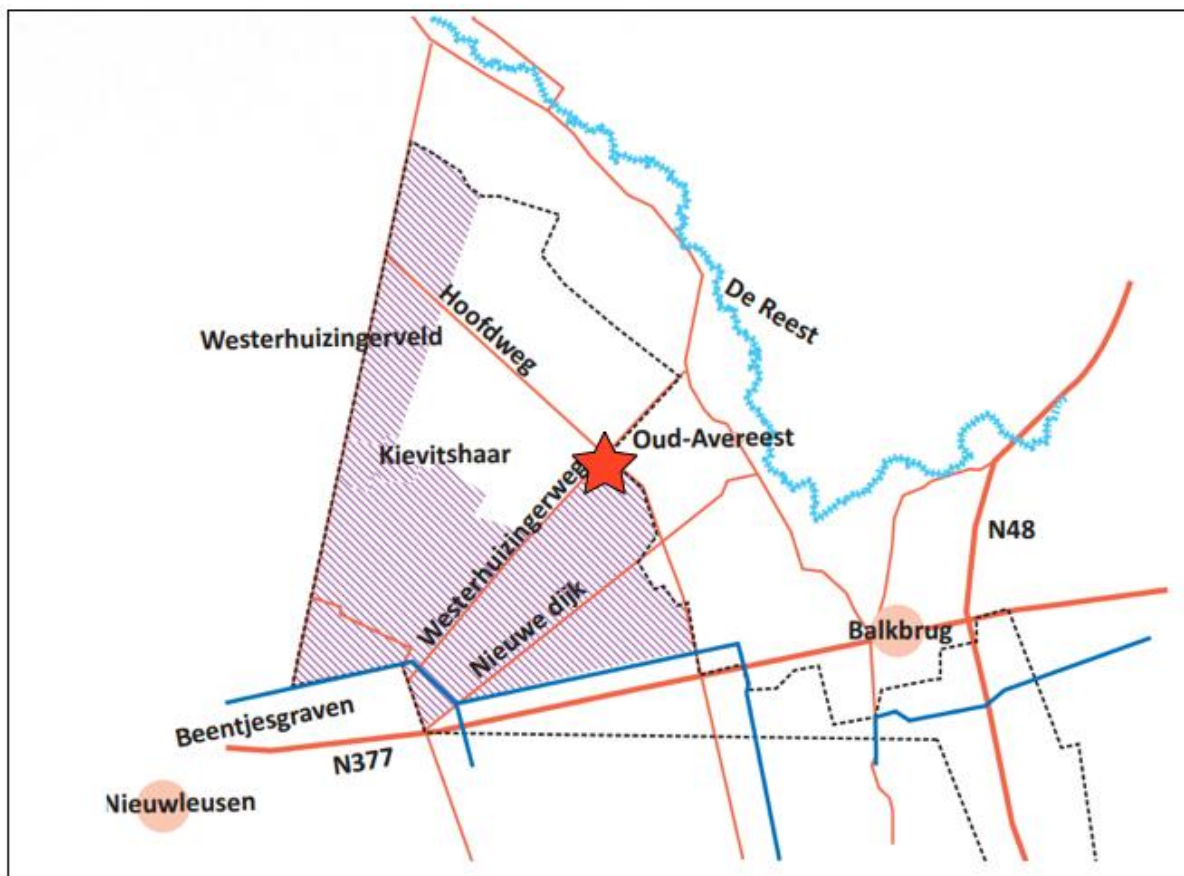 Hoofdweg
De Reest
Westerhuizingerveld
Oud-Avereest
Kievitshaar
Westerhuizingerweg
N48
Nieuwe dijk
Balkbrug
Beentjesgraven
N377
Nieuwleusen